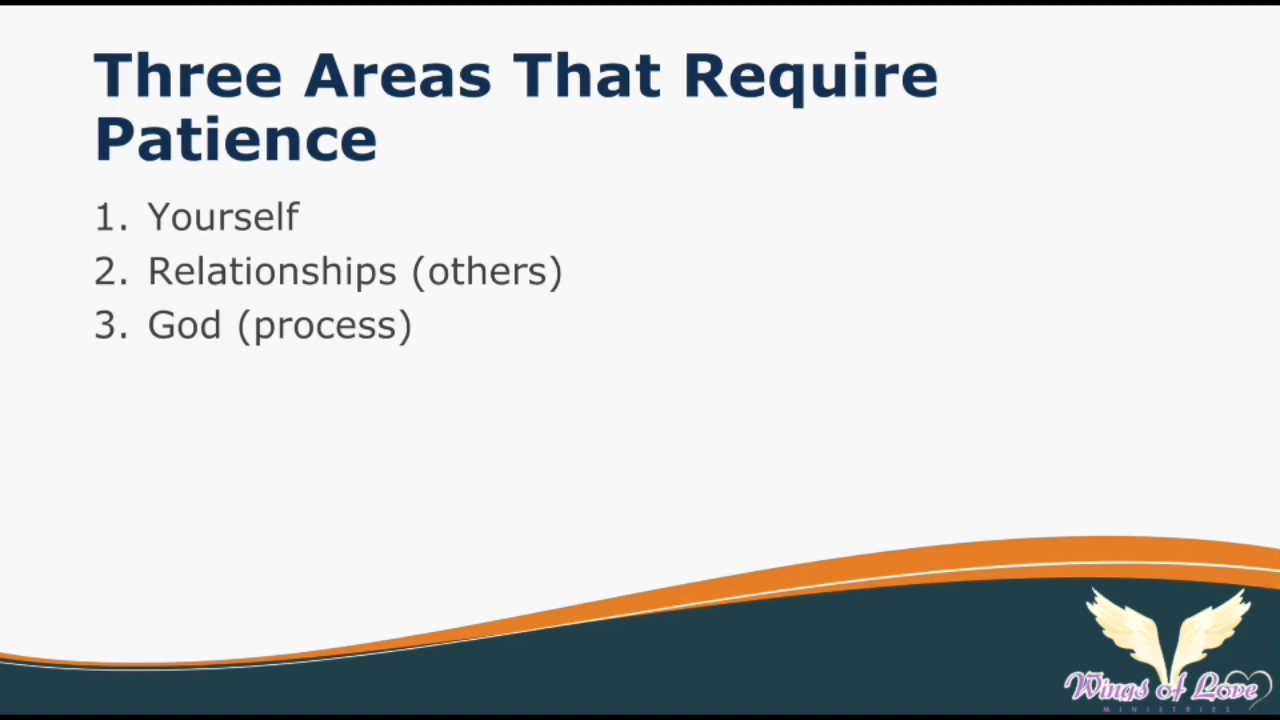 Three Areas That Require
Patience
1. Yourself
2. Relationships (others)
3. God (process)
Wings of Love
MINISTRIES